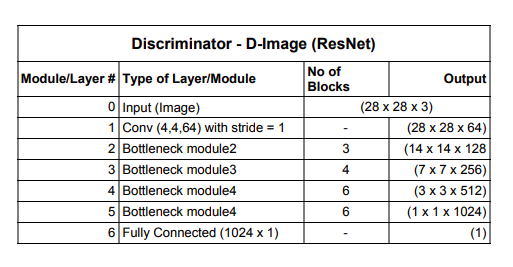 Discriminator - D-Image (ResNet)
Module/Layer # Type of Layer/Module No of Blocks Output
0 Input (Image) (28 x 28 x 3)
1 Conv (4,4,64) with stride = 1 - (28 x 28 x 64)
2 Bottleneck module2 3 (14 x 14 x 128
3 Bottleneck module3 4 (7 x 7 x 256)
4 Bottleneck module4 6 (3 x 3 x 512)
5 Bottleneck module4 6 (1 x 1 x 1024)
6 Fully Connected (1024 x 1) - (1)